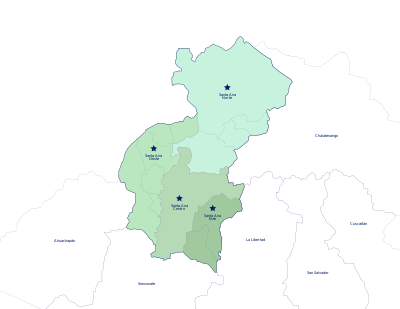 Santa Ana
Norte
Chalatenango
Santa Ana
Oeste
Santa Ana
Centro
Santa Ana
Este
Cuscatlán
Ahuachapán
La Libertad
San Salvador
Sonsonate